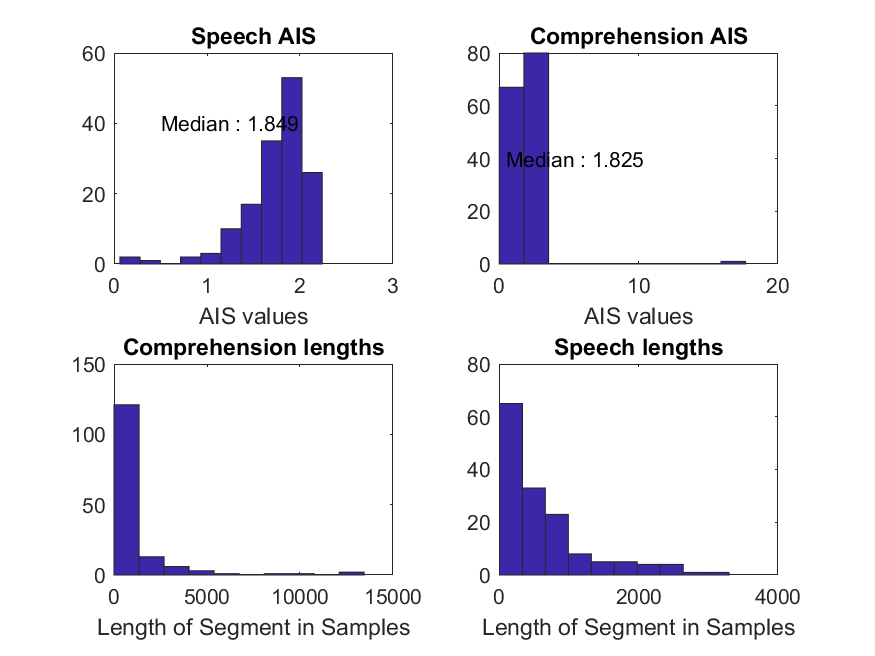 Speech AIS
60
40
20
0
Median : 1.849
0 1 2 3
AIS values
Comprehension AIS
80
60
40
20
0
Median : 1.825
0 10 20
AIS values
Comprehension lengths
150
100
50
0
0 5000 10000 15000
Length of Segment in Samples
Speech lengths
80
60
40
20
0
0 2000 4000
Length of Segment in Samples